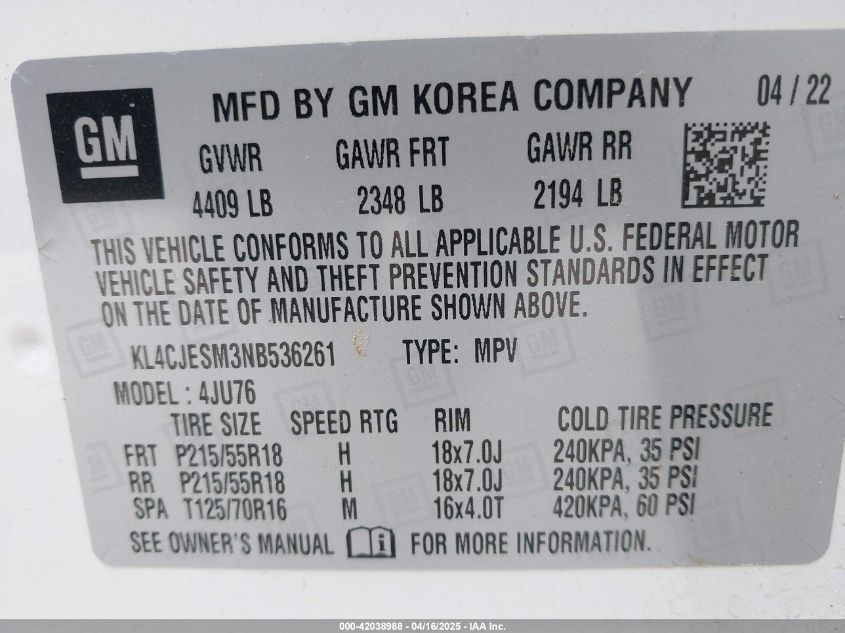 GM
MFD BY GM KOREA COMPANY 04 / 22
GVWR GAWR FRT GAWR RR
4409 LB 2348 LB 2194 LB
THIS VEHICLE CONFORMS TO ALL APPLICABLE U.S. FEDERAL MOTOR
VEHICLE SAFETY AND THEFT PREVENTION STANDARDS IN EFFECT
ON THE DATE OF MANUFACTURE SHOWN ABOVE.
KL4CJESM3NB536261 TYPE: MPV
MODEL : 4JU76
TIRE SIZE SPEED RTG RIM COLD TIRE PRESSURE
FRT P215/55R18 H 18x7.0J 240KPA, 35 PSI
RR P215/55R18 H 18x7.0J 240KPA, 35 PSI
SPA T125/70R16 M 16x4.0T 420KPA, 60 PSI
SEE OWNER'S MANUAL i FOR MORE INFORMATION.
000-42038988 - 04/16/2025 - IAA Inc.